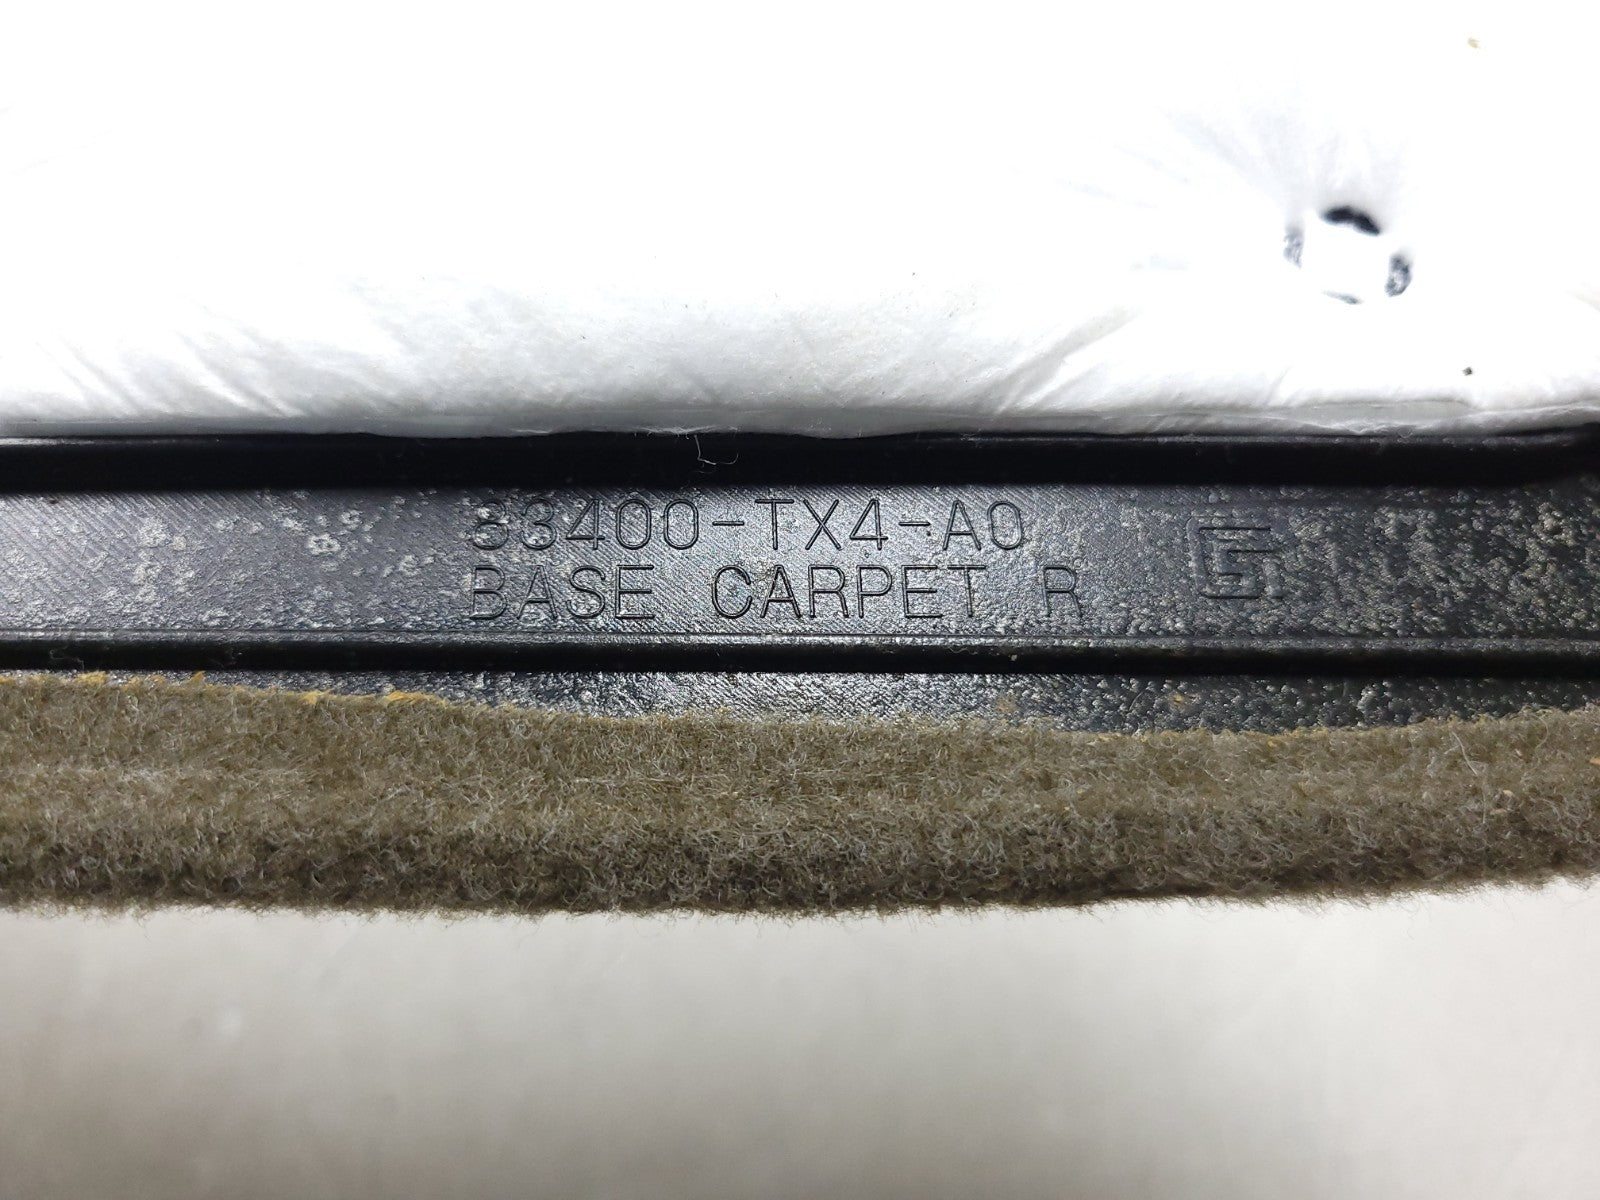 83400-TX4-A0
BASE CARPET R